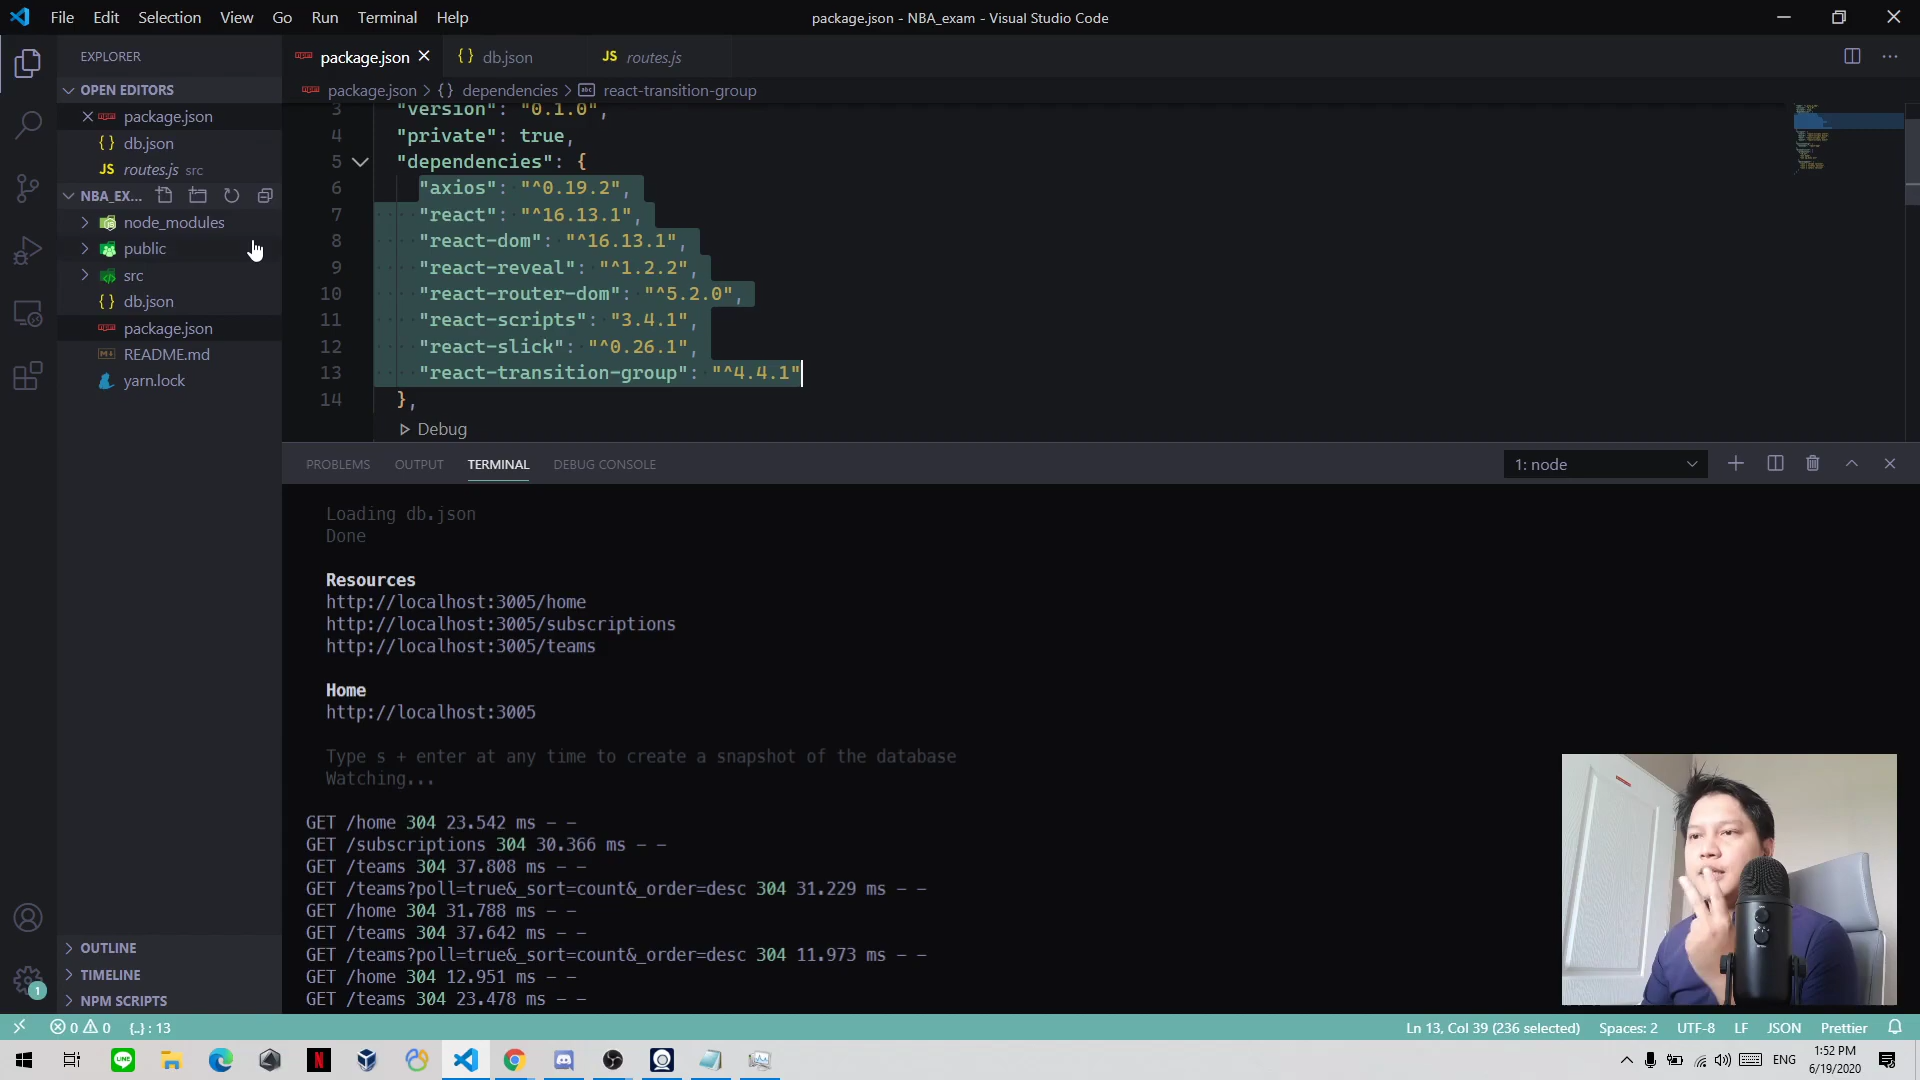 File Edit Selection View Go Run Terminal Help
package.json - NBA_exam - Visual Studio Code
EXPLORER
OPEN EDITORS
package.json
db.json
routes.js src
NBA_EX...
node_modules
public
src
db.json
package.json
README.md
yarn.lock
OUTLINE
TIMELINE
NPM SCRIPTS
1
package.json
{ } db.json
JS routes.js
package.json > { } dependencies > react-transition-group
3 "version": "0.1.0",
4 "private": true,
5 "dependencies": {
6 "axios": "^0.19.2",
7 "react": "^16.13.1",
8 "react-dom": "^16.13.1",
9 "react-reveal": "^1.2.2",
10 "react-router-dom": "^5.2.0",
11 "react-scripts": "3.4.1",
12 "react-slick": "^0.26.1",
13 "react-transition-group": "^4.4.1"
14 },
Debug
PROBLEMS OUTPUT TERMINAL DEBUG CONSOLE
1: node
Loading db.json
Done
Resources
http://localhost:3005/home
http://localhost:3005/subscriptions
http://localhost:3005/teams
Home
http://localhost:3005
Type s + enter at any time to create a snapshot of the database
Watching...
GET /home 304 23.542 ms - -
GET /subscriptions 304 30.366 ms - -
GET /teams 304 37.808 ms - -
GET /teams?poll=true&_sort=count&_order=desc 304 31.229 ms - -
GET /home 304 31.788 ms - -
GET /teams 304 37.642 ms - -
GET /teams?poll=true&_sort=count&_order=desc 304 11.973 ms - -
GET /home 304 12.951 ms - -
GET /teams 304 23.478 ms - -
0 0 {..} : 13
Ln 13, Col 39 (236 selected) Spaces: 2 UTF-8 LF JSON Prettier
ENG
1:52 PM
6/19/2020